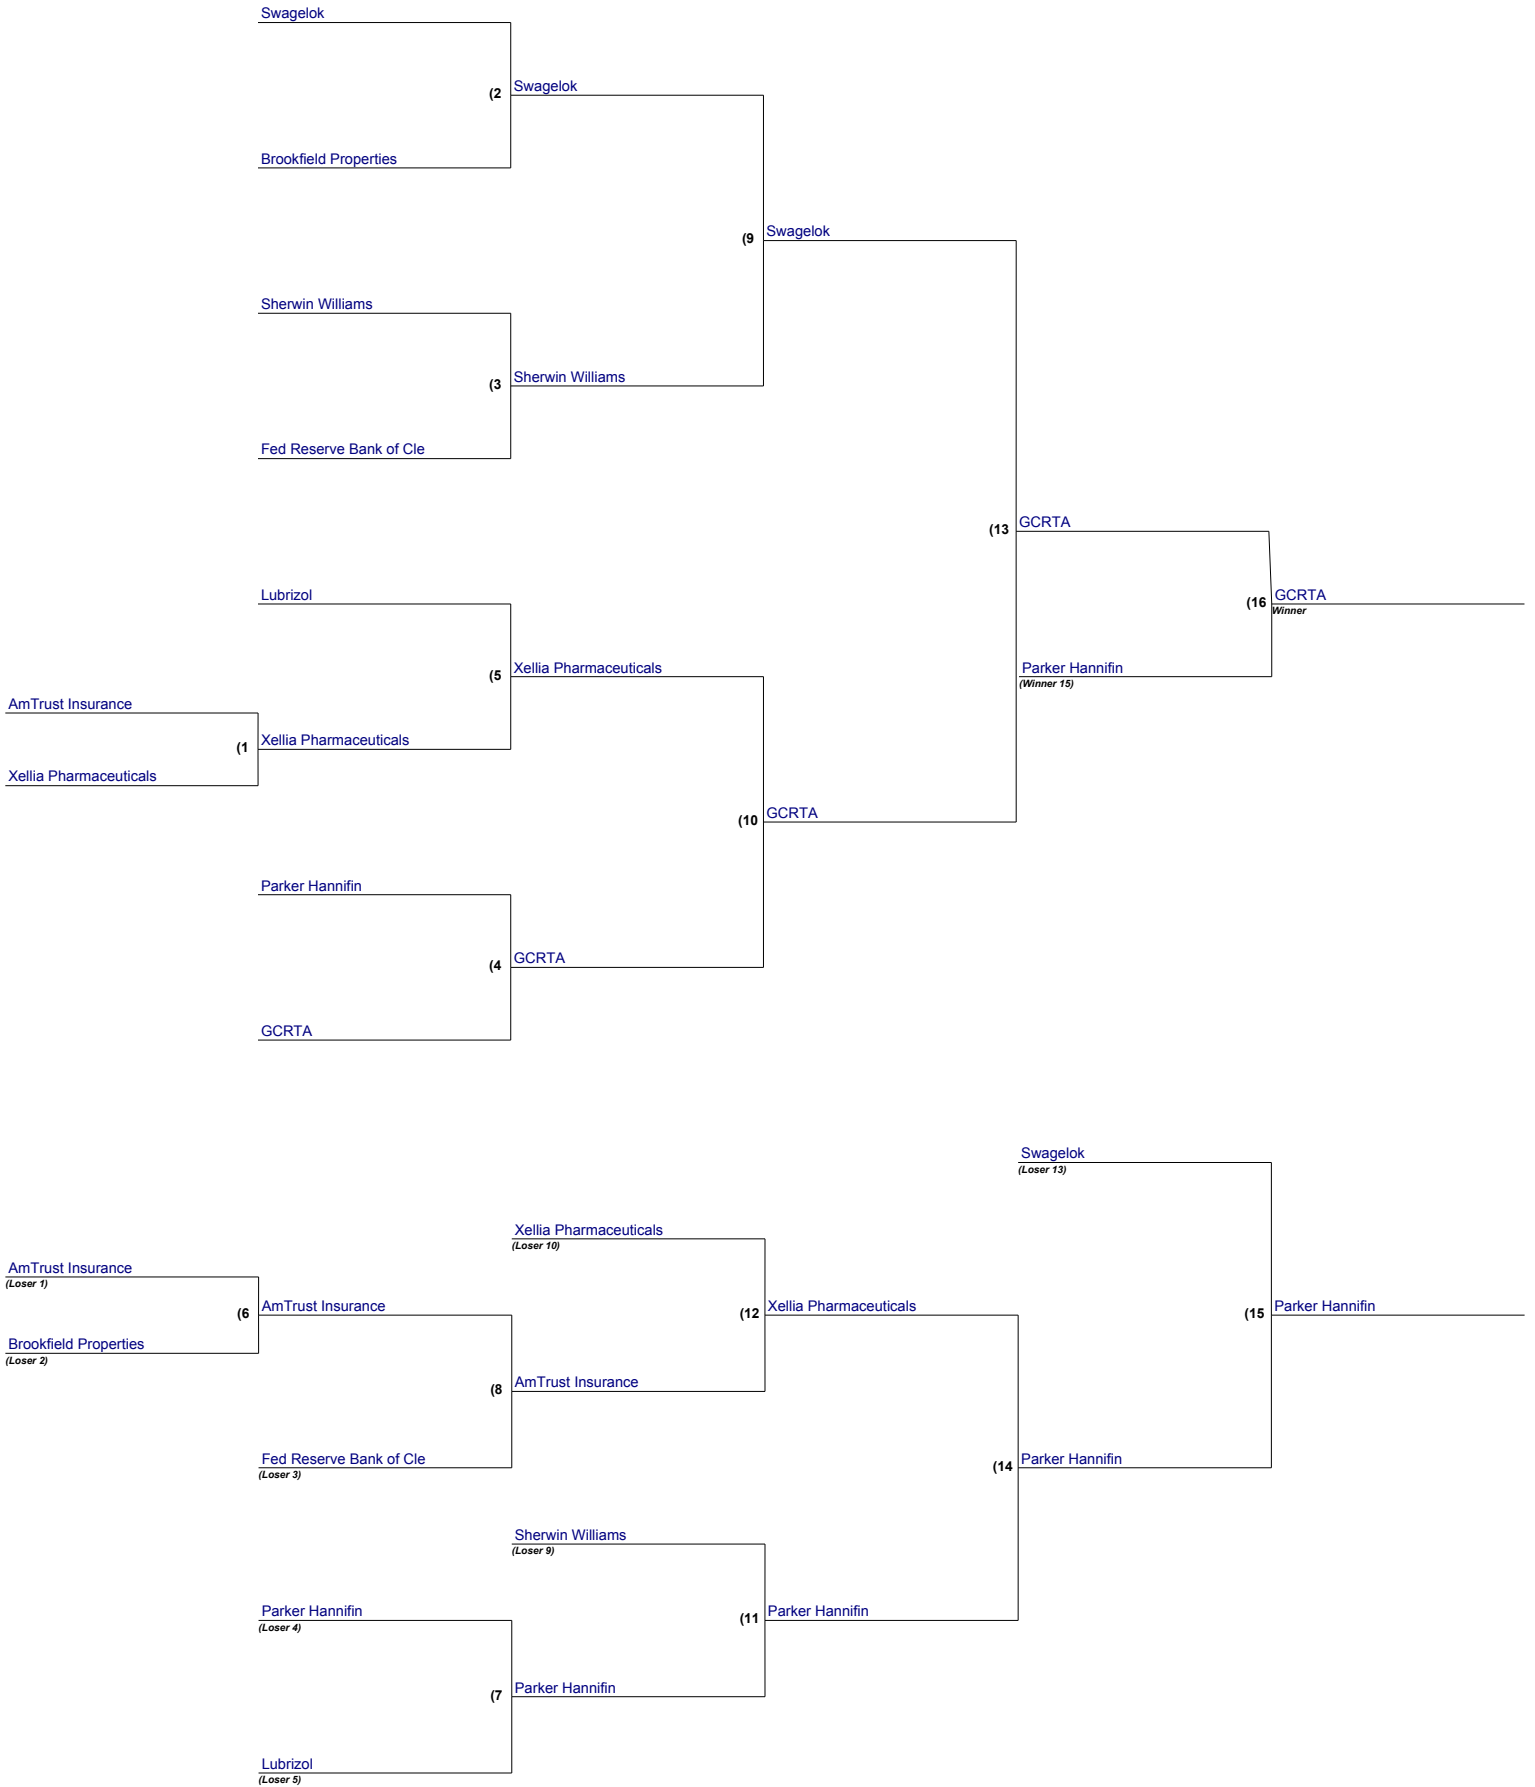 Swagelok
(2
Swagelok
Brookfield Properties
(9
Swagelok
Sherwin Williams
(3
Sherwin Williams
Fed Reserve Bank of Cle
(13
GCRTA
Lubrizol
(16
GCRTA
Winner
(5
Xellia Pharmaceuticals
Parker Hannifin
(Winner 15)
AmTrust Insurance
(1
Xellia Pharmaceuticals
Xellia Pharmaceuticals
(10
GCRTA
Parker Hannifin
(4
GCRTA
GCRTA
Swagelok
(Loser 13)
Xellia Pharmaceuticals
(Loser 10)
AmTrust Insurance
(Loser 1)
(6
AmTrust Insurance
(12
Xellia Pharmaceuticals
(15
Parker Hannifin
Brookfield Properties
(Loser 2)
(8
AmTrust Insurance
Fed Reserve Bank of Cle
(Loser 3)
(14
Parker Hannifin
Sherwin Williams
(Loser 9)
Parker Hannifin
(Loser 4)
(11
Parker Hannifin
(7
Parker Hannifin
Lubrizol
(Loser 5)